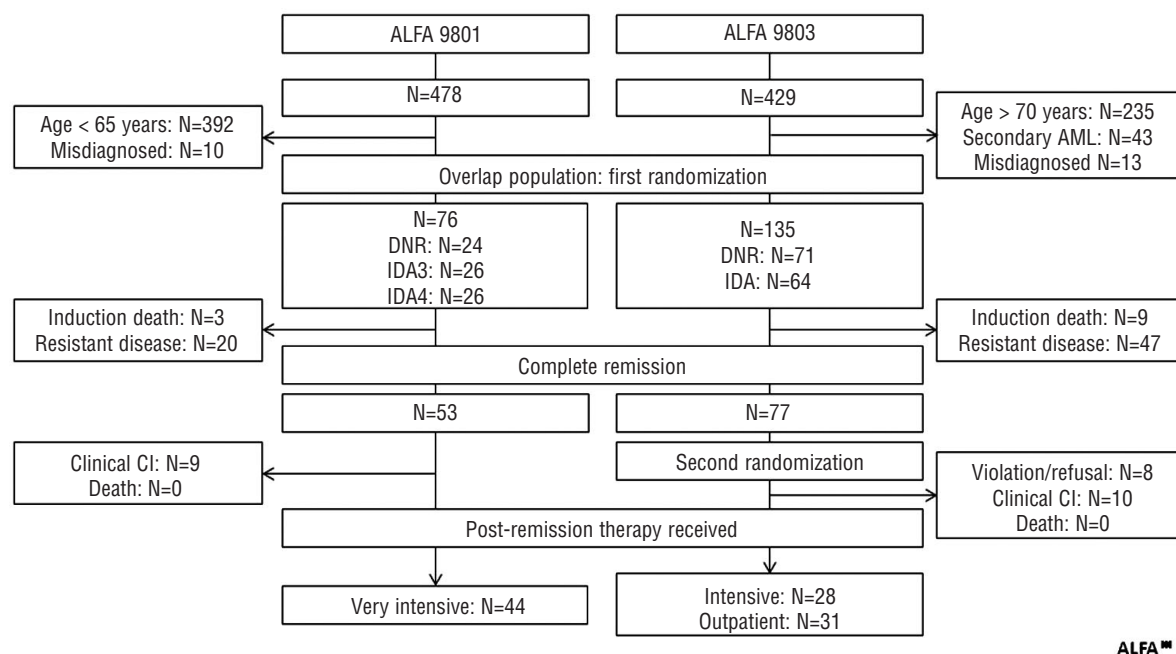 ALFA 9801
ALFA 9803
N=478
N=429
Age < 65 years: N=392
Misdiagnosed: N=10
Age > 70 years: N=235
Secondary AML: N=43
Misdiagnosed N=13
Overlap population: first randomization
N=76
DNR: N=24
IDA3: N=26
IDA4: N=26
N=135
DNR: N=71
IDA: N=64
Induction death: N=3
Resistant disease: N=20
Induction death: N=9
Resistant disease: N=47
Complete remission
N=53
N=77
Clinical CI: N=9
Death: N=0
Second randomization
Violation/refusal: N=8
Clinical CI: N=10
Death: N=0
Post-remission therapy received
Very intensive: N=44
Intensive: N=28
Outpatient: N=31
ALFA